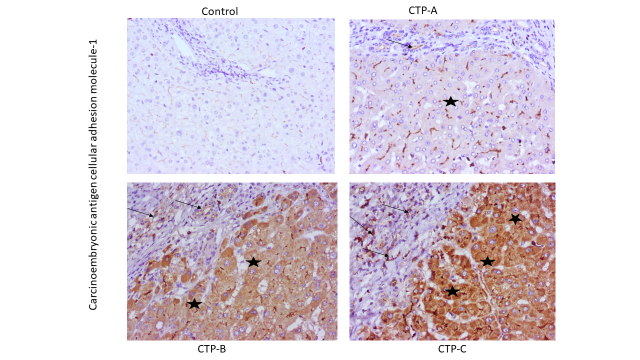 Control
CTP-A
Carcinoembryonic antigen cellular adhesion molecule-1
CTP-B
CTP-C